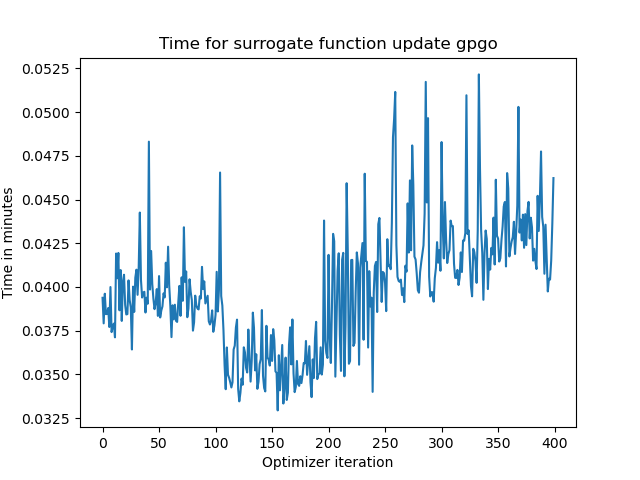 Time for surrogate function update gpgo
0.0525
0.0500
0.0475
0.0450
0.0425
0.0400
0.0375
0.0350
0.0325
Time in minutes
0 50 100 150 200 250 300 350 400
Optimizer iteration